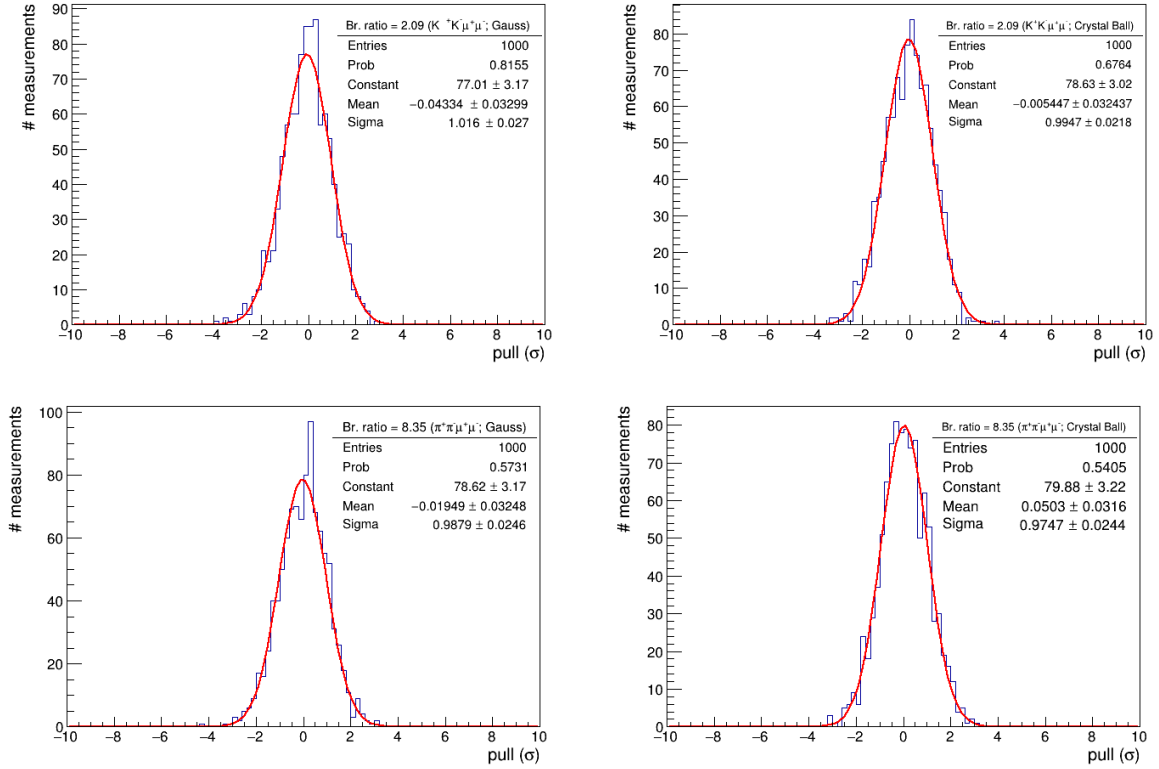 Br. ratio = 2.09 (K⁺K⁻μ⁺μ⁻; Gauss)
Entries 1000
Prob 0.8155
Constant 77.01 ± 3.17
Mean −0.04334 ± 0.03299
Sigma 1.016 ± 0.027
# measurements
90
80
70
60
50
40
30
20
10
0
−10 −8 −6 −4 −2 0 2 4 6 8 10
pull (σ)
Br. ratio = 2.09 (K⁺K⁻μ⁺μ⁻; Crystal Ball)
Entries 1000
Prob 0.6764
Constant 78.63 ± 3.02
Mean −0.005447 ± 0.032437
Sigma 0.9947 ± 0.0218
# measurements
80
70
60
50
40
30
20
10
0
−10 −8 −6 −4 −2 0 2 4 6 8 10
pull (σ)
Br. ratio = 8.35 (π⁺π⁻μ⁺μ⁻; Gauss)
Entries 1000
Prob 0.5731
Constant 78.62 ± 3.17
Mean −0.01949 ± 0.03248
Sigma 0.9879 ± 0.0246
# measurements
100
80
60
40
20
0
−10 −8 −6 −4 −2 0 2 4 6 8 10
pull (σ)
Br. ratio = 8.35 (π⁺π⁻μ⁺μ⁻; Crystal Ball)
Entries 1000
Prob 0.5405
Constant 79.88 ± 3.22
Mean 0.0503 ± 0.0316
Sigma 0.9747 ± 0.0244
# measurements
80
70
60
50
40
30
20
10
0
−10 −8 −6 −4 −2 0 2 4 6 8 10
pull (σ)